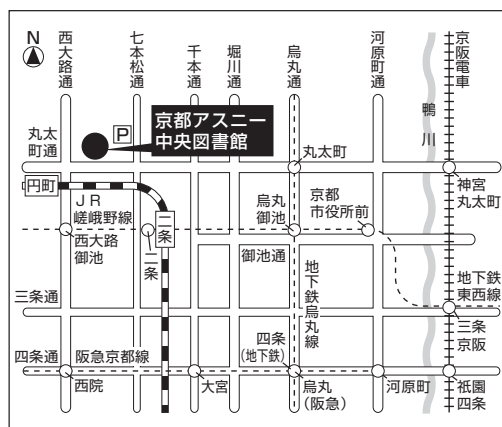 N
西大路通
七本松通
千本通
堀川通
烏丸通
河原町通
京阪電車
鴨川
P
京都アスニー
中央図書館
丸太
町通
丸太町
円町
神宮
丸太町
JR
嵯峨野線
二条
烏丸
御池
京都
市役所前
西大路
御池
二条
御池通
地下鉄烏丸線
地下鉄
東西線
三条通
三条
京阪
四条通
阪急京都線
四条
(地下鉄)
西院
大宮
烏丸
(阪急)
河原町
祇園
四条